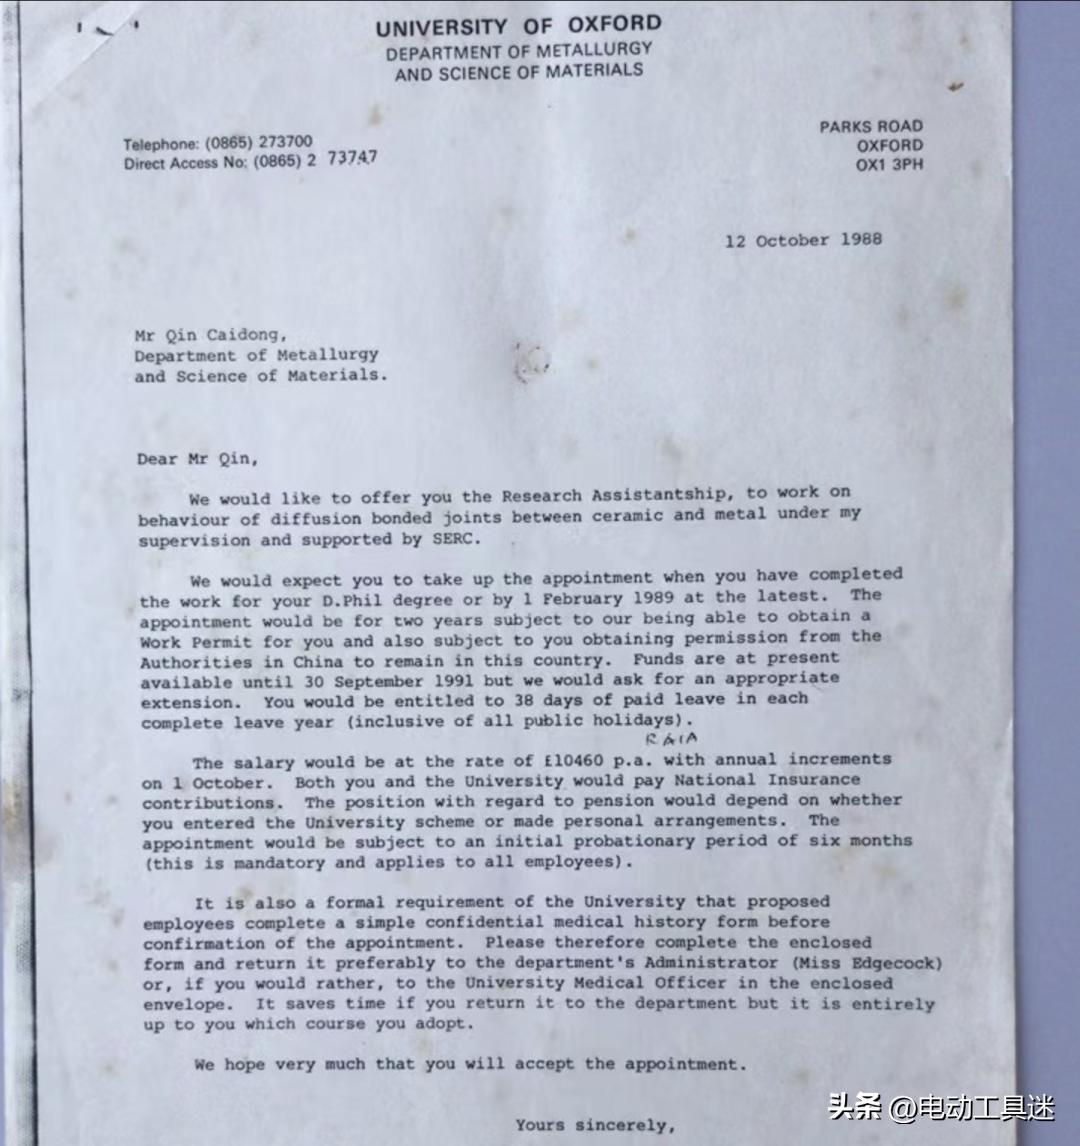 UNIVERSITY OF OXFORD
DEPARTMENT OF METALLURGY
AND SCIENCE OF MATERIALS
Telephone: (0865) 273700
Direct Access No: (0865) 2 73747
PARKS ROAD
OXFORD
OX1 3PH
12 October 1988
Mr Qin Caidong,
Department of Metallurgy
and Science of Materials.
Dear Mr Qin,
We would like to offer you the Research Assistantship, to work on
behaviour of diffusion bonded joints between ceramic and metal under my
supervision and supported by SERC.
We would expect you to take up the appointment when you have completed
the work for your D.Phil degree or by 1 February 1989 at the latest. The
appointment would be for two years subject to our being able to obtain a
Work Permit for you and also subject to you obtaining permission from the
Authorities in China to remain in this country. Funds are at present
available until 30 September 1991 but we would ask for an appropriate
extension. You would be entitled to 38 days of paid leave in each
complete leave year (inclusive of all public holidays).
RAIA
The salary would be at the rate of £10460 p.a. with annual increments
on 1 October. Both you and the University would pay National Insurance
contributions. The position with regard to pension would depend on whether
you entered the University scheme or made personal arrangements. The
appointment would be subject to an initial probationary period of six months
(this is mandatory and applies to all employees).
It is also a formal requirement of the University that proposed
employees complete a simple confidential medical history form before
confirmation of the appointment. Please therefore complete the enclosed
form and return it preferably to the department's Administrator (Miss Edgecock)
or, if you would rather, to the University Medical Officer in the enclosed
envelope. It saves time if you return it to the department but it is entirely
up to you which course you adopt.
We hope very much that you will accept the appointment.
Yours sincerely,
头条 @电动工具迷